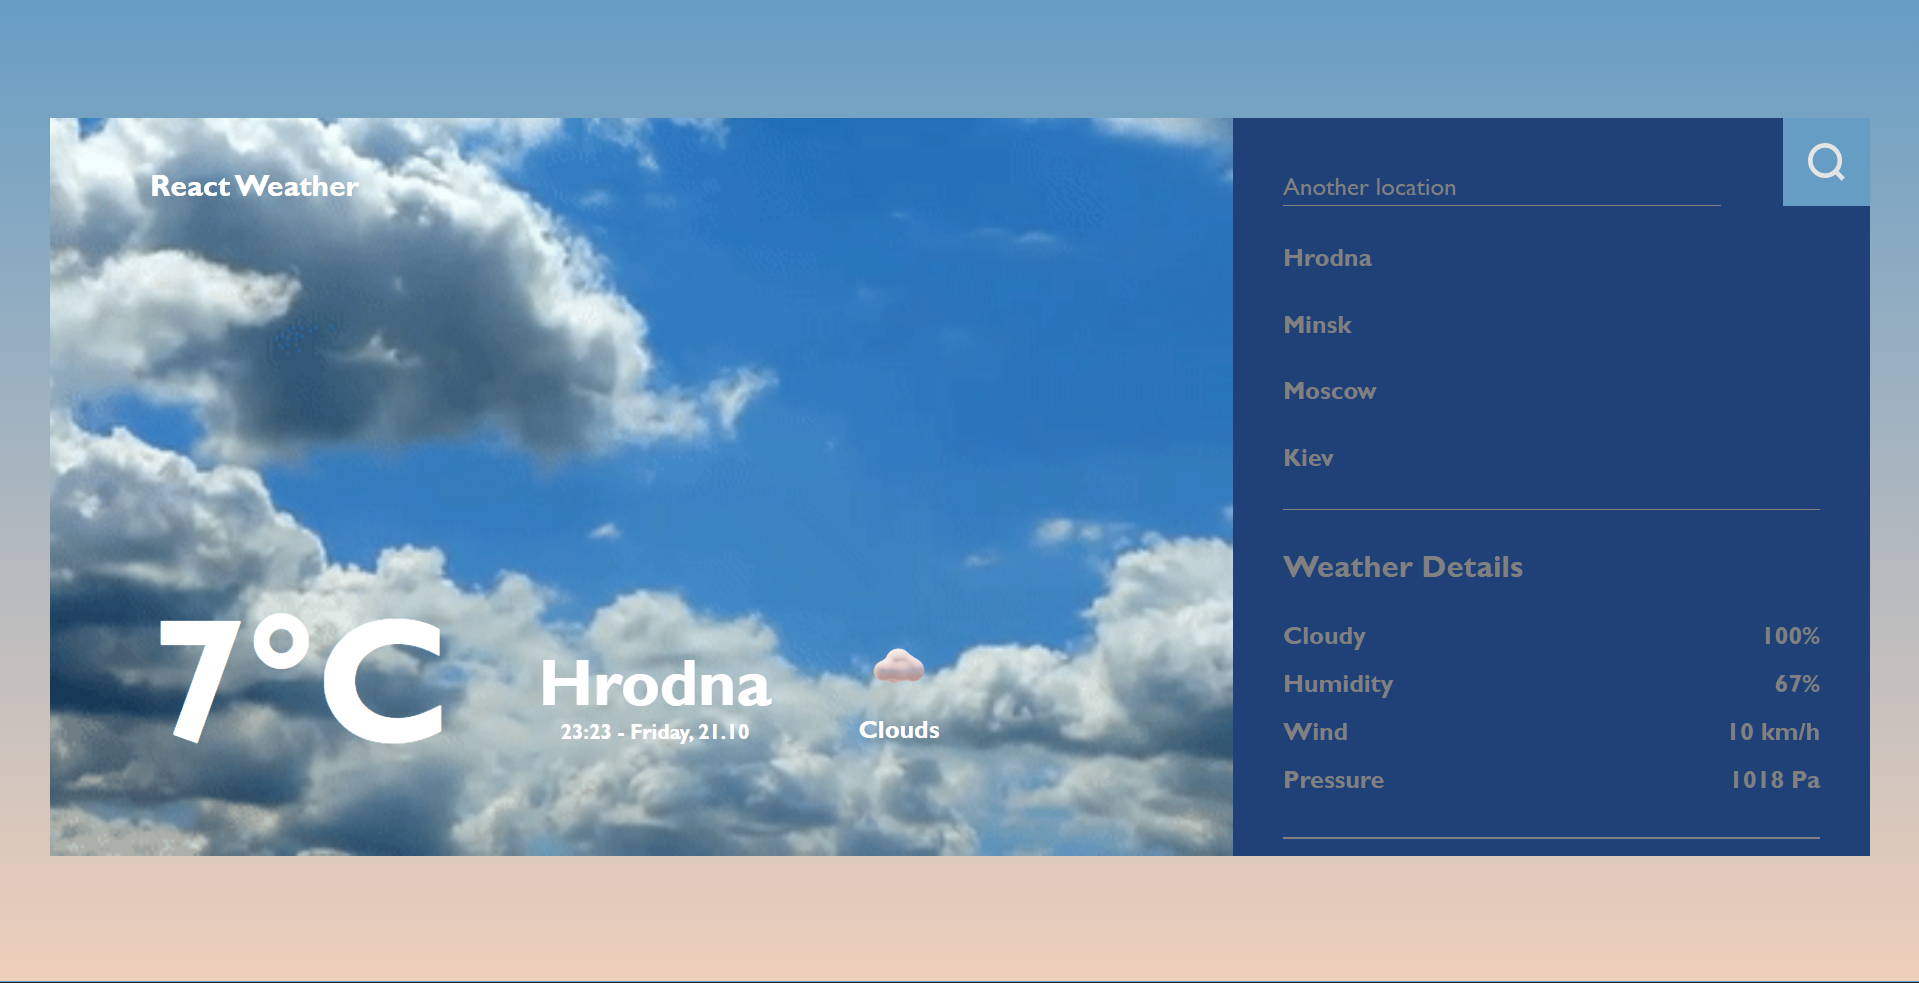 React Weather
7°C
Hrodna
23:23 - Friday, 21.10
Clouds
Another location
Hrodna
Minsk
Moscow
Kiev
Weather Details
Cloudy 100%
Humidity 67%
Wind 10 km/h
Pressure 1018 Pa